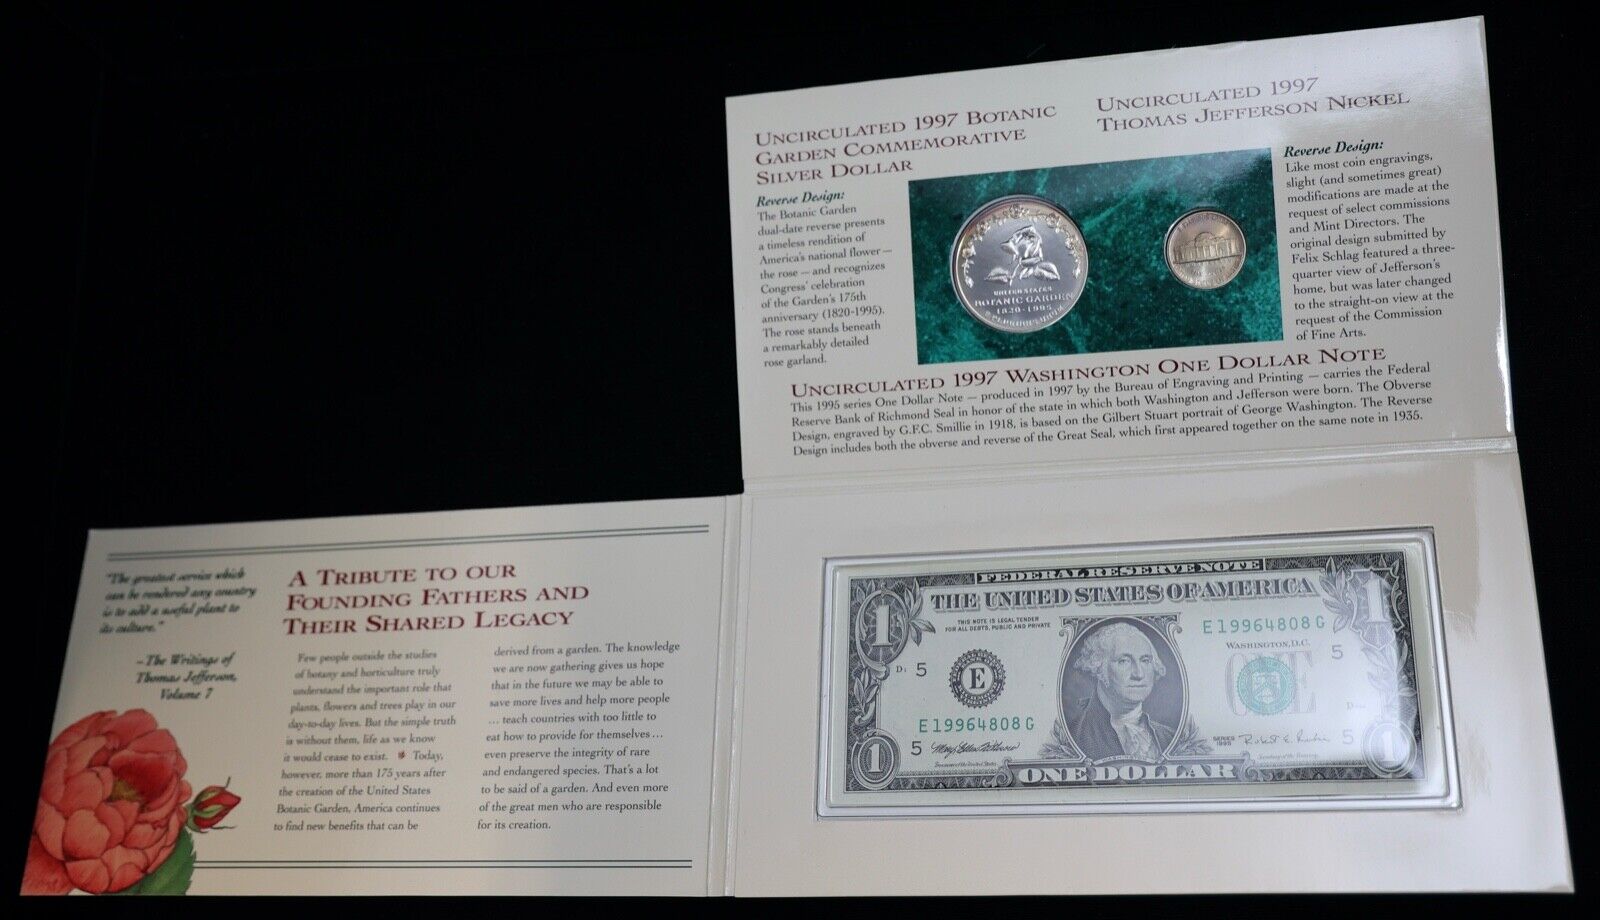 UNCIRCULATED 1997 BOTANIC
GARDEN COMMEMORATIVE
SILVER DOLLAR
Reverse Design:
The Botanic Garden
dual-date reverse presents
a timeless rendition of
America's national flower —
the rose — and recognizes
Congress' celebration
of the Garden's 175th
anniversary (1820-1995).
The rose stands beneath
a remarkably detailed
rose garland.
UNITED STATES
BOTANIC GARDEN
1820-1995
E PLURIBUS UNUM
UNCIRCULATED 1997
THOMAS JEFFERSON NICKEL
Reverse Design:
Like most coin engravings,
slight (and sometimes great)
modifications are made at the
request of select commissions
and Mint Directors. The
original design submitted by
Felix Schlag featured a three-
quarter view of Jefferson's
home, but was later changed
to the straight-on view at the
request of the Commission
of Fine Arts.
UNCIRCULATED 1997 WASHINGTON ONE DOLLAR NOTE
This 1995 series One Dollar Note — produced in 1997 by the Bureau of Engraving and Printing — carries the Federal
Reserve Bank of Richmond Seal in honor of the state in which both Washington and Jefferson were born. The Obverse
Design, engraved by G.F.C. Smillie in 1918, is based on the Gilbert Stuart portrait of George Washington. The Reverse
Design includes both the obverse and reverse of the Great Seal, which first appeared together on the same note in 1935.
"The greatest service which
can be rendered any country
is to add a useful plant to
its culture."
– The Writings of
Thomas Jefferson,
Volume 7
A TRIBUTE TO OUR
FOUNDING FATHERS AND
THEIR SHARED LEGACY
Few people outside the studies
of botany and horticulture truly
understand the important role that
plants, flowers and trees play in our
day-to-day lives. But the simple truth
is without them, life as we know
it would cease to exist. Today,
however, more than 175 years after
the creation of the United States
Botanic Garden, America continues
to find new benefits that can be
derived from a garden. The knowledge
we are now gathering gives us hope
that in the future we may be able to
save more lives and help more people
... teach countries with too little to
eat how to provide for themselves ...
even preserve the integrity of rare
and endangered species. That's a lot
to be said of a garden. And even more
of the great men who are responsible
for its creation.
FEDERAL RESERVE NOTE
THE UNITED STATES OF AMERICA
THIS NOTE IS LEGAL TENDER
FOR ALL DEBTS, PUBLIC AND PRIVATE
E 19964808 G
WASHINGTON, D.C.
1
1
D1 5
E
ONE
5
E 19964808 G
5
SERIES
1995
5
1
ONE DOLLAR
1